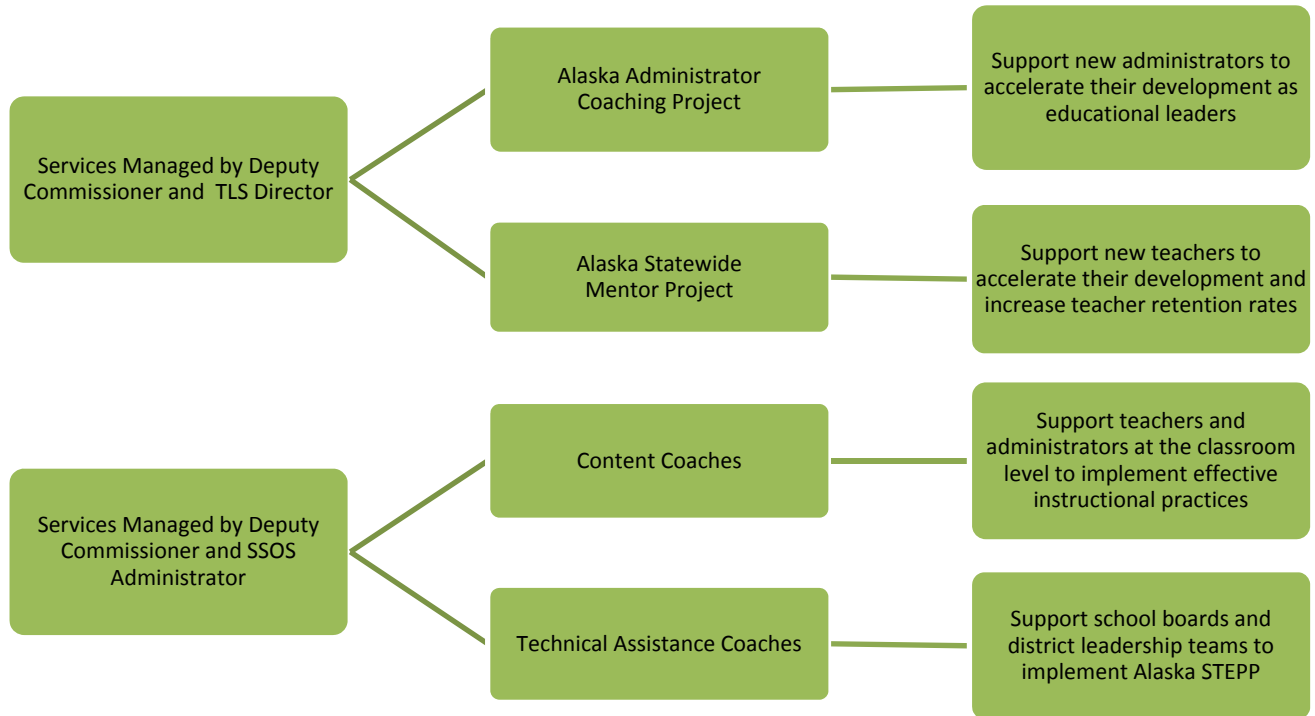 Services Managed by Deputy
Commissioner and TLS Director
Alaska Administrator
Coaching Project
Support new administrators to
accelerate their development as
educational leaders
Alaska Statewide
Mentor Project
Support new teachers to
accelerate their development and
increase teacher retention rates
Services Managed by Deputy
Commissioner and SSOS
Administrator
Content Coaches
Support teachers and
administrators at the classroom
level to implement effective
instructional practices
Technical Assistance Coaches
Support school boards and
district leadership teams to
implement Alaska STEPP